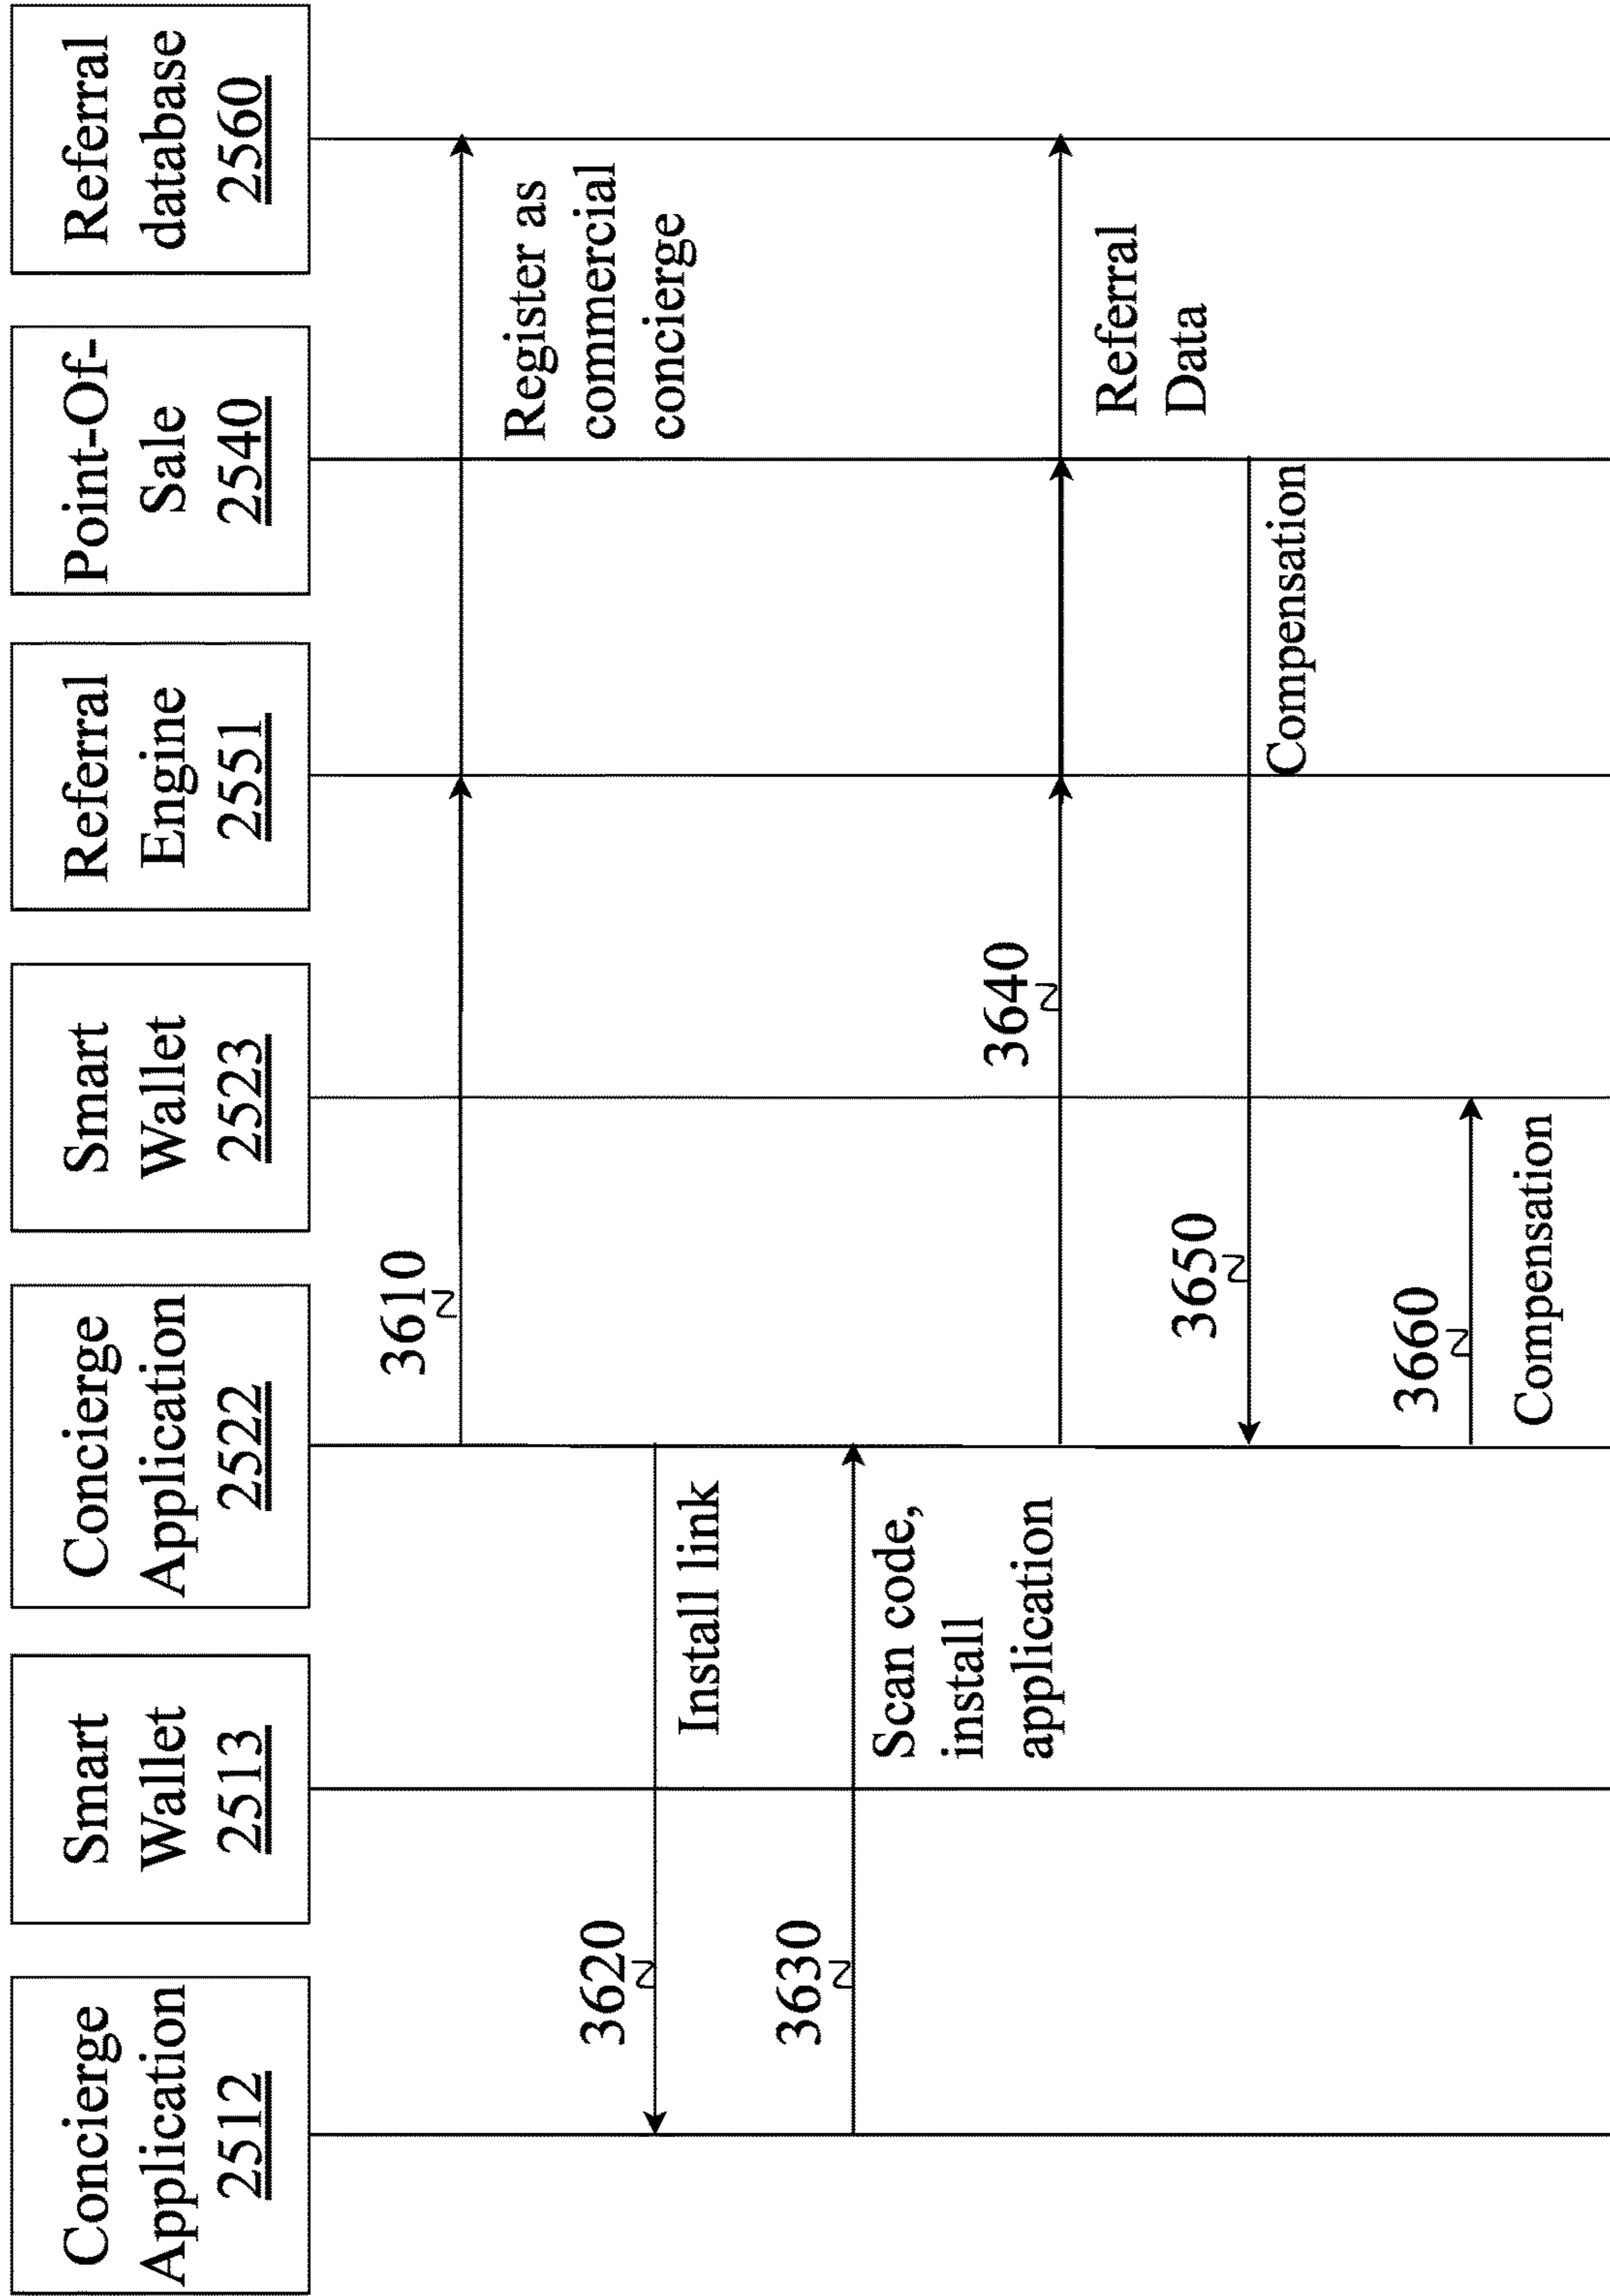 Concierge
Application
2512
Smart
Wallet
2513
Concierge
Application
2522
Smart
Wallet
2523
Referral
Engine
2551
Point-Of-
Sale
2540
Referral
database
2560
3610
Register as
commercial
concierge
3620
Install link
3630
Scan code,
install
application
3640
Referral
Data
3650
Compensation
3660
Compensation